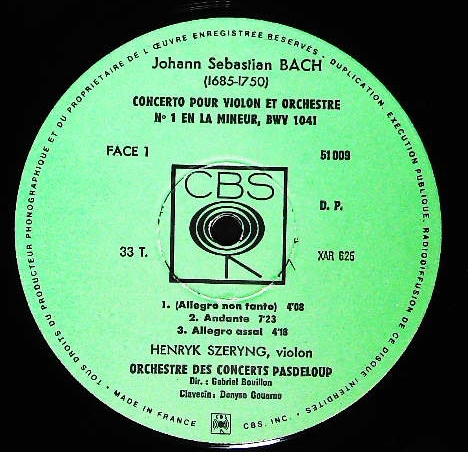 TOUS DROITS DU PRODUCTEUR PHONOGRAPHIQUE ET DU PROPRIETAIRE DE L'ŒUVRE ENREGISTRÉE RESERVES · DUPLICATION, EXÉCUTION PUBLIQUE, RADIODIFFUSION DE CE DISQUE INTERDITES
Johann Sebastian BACH
(1685-1750)
CONCERTO POUR VIOLON ET ORCHESTRE
No 1 EN LA MINEUR, BWV 1041
FACE 1
51 009
CBS
D. P.
33 T.
XAR 625
1. (Allegro non tanto) 4'08
2. Andante 7'23
3. Allegro assai 4'18
HENRYK SZERYNG, violon
ORCHESTRE DES CONCERTS PASDELOUP
Dir. : Gabriel Bouillon
Clavecin : Denyse Gouarne
MADE IN FRANCE
CBS, INC.